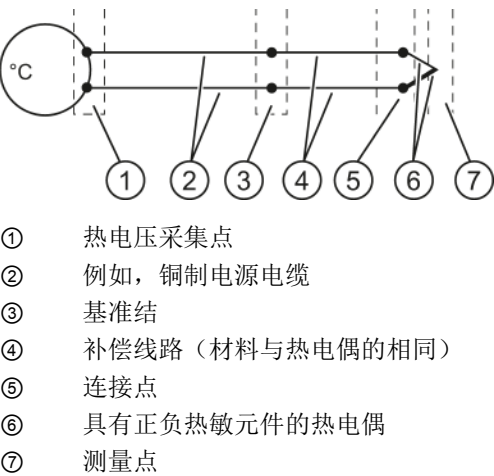 °C
1 2 3 4 5 6 7
① 热电压采集点
② 例如，铜制电源电缆
③ 基准结
④ 补偿线路（材料与热电偶的相同）
⑤ 连接点
⑥ 具有正负热敏元件的热电偶
⑦ 测量点